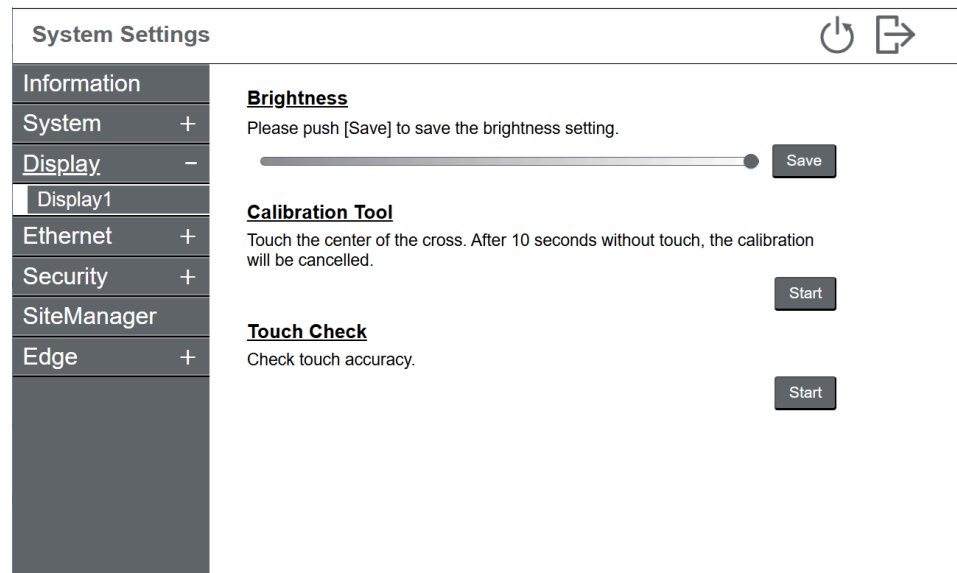 System Settings
Information
System +
Display −
Display1
Ethernet +
Security +
SiteManager
Edge +
Brightness
Please push [Save] to save the brightness setting.
Save
Calibration Tool
Touch the center of the cross. After 10 seconds without touch, the calibration
will be cancelled.
Start
Touch Check
Check touch accuracy.
Start